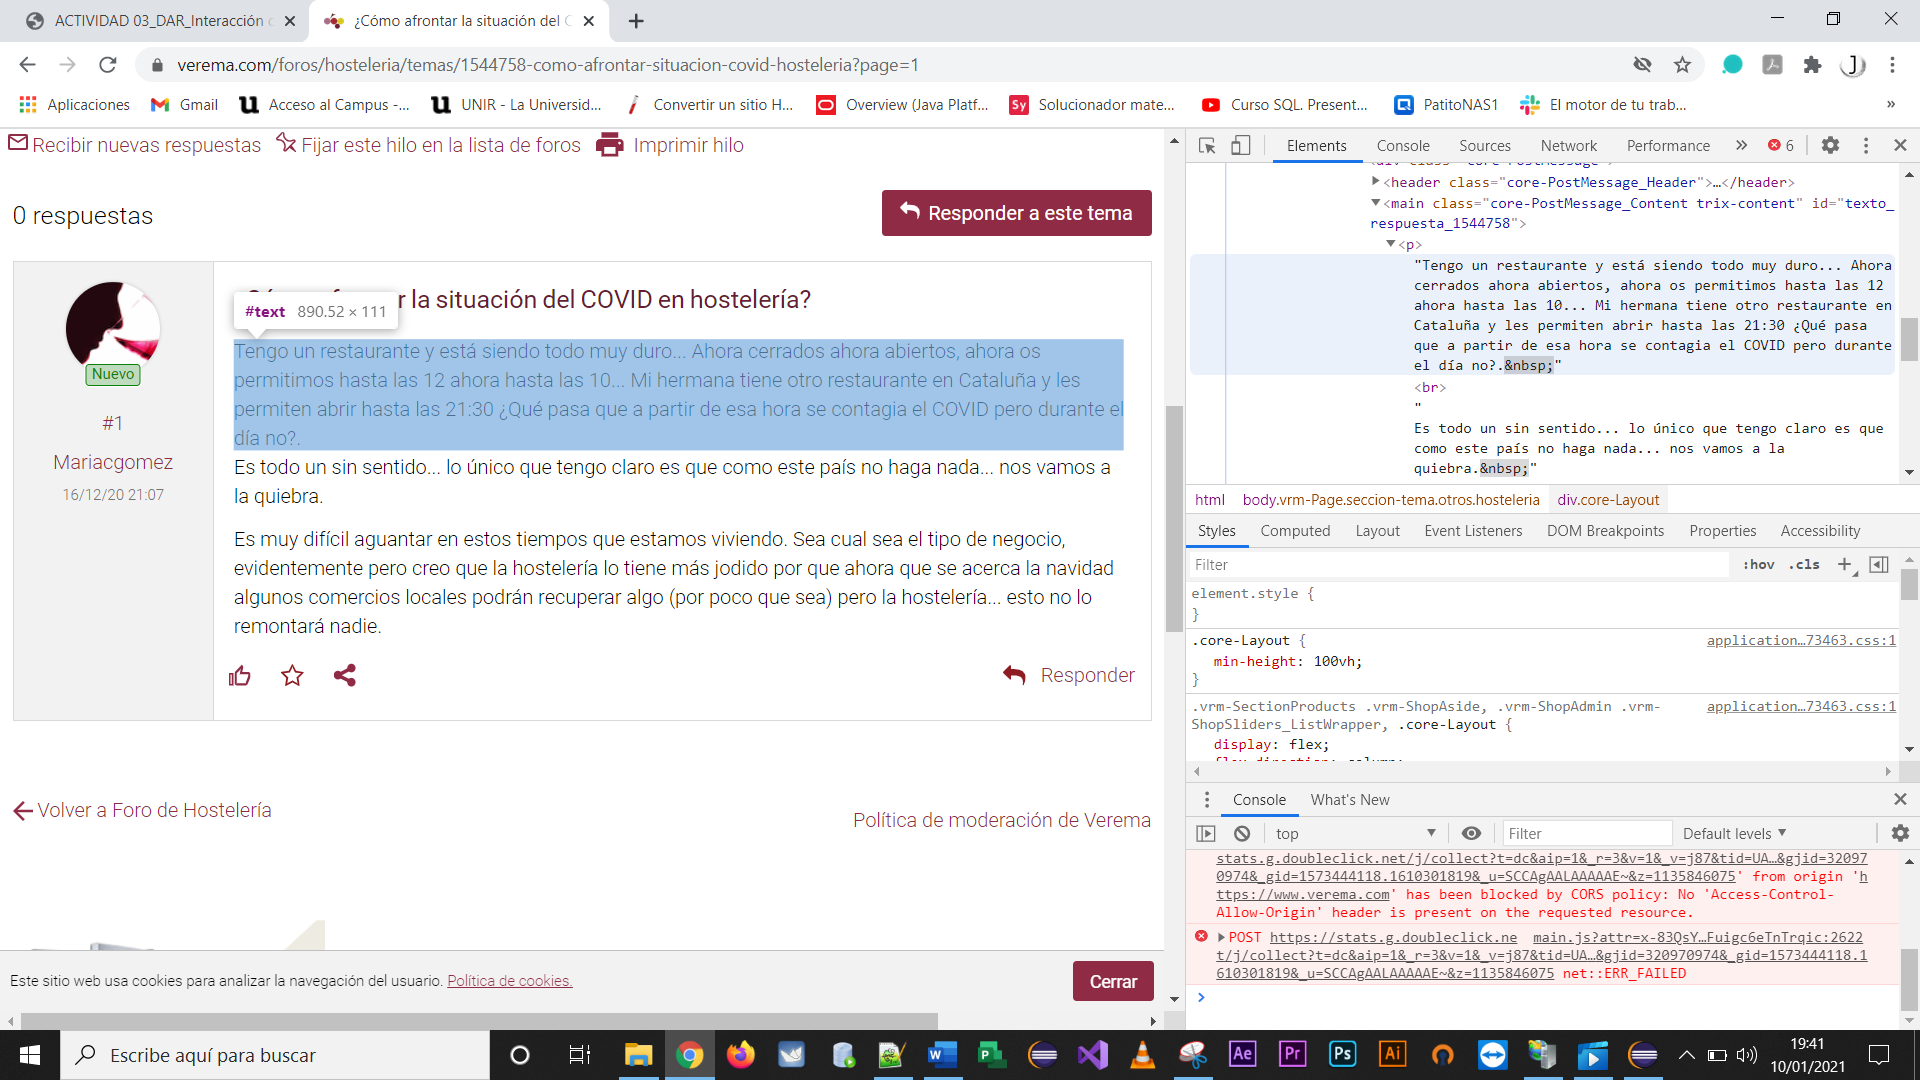 ACTIVIDAD 03_DAR_Interacción
¿Cómo afrontar la situación del
verema.com/foros/hosteleria/temas/1544758-como-afrontar-situacion-covid-hosteleria?page=1
Aplicaciones
Gmail
Acceso al Campus -...
UNIR - La Universid...
Convertir un sitio H...
Overview (Java Platf...
Solucionador mate...
Curso SQL. Present...
PatitoNAS1
El motor de tu trab...
»
Recibir nuevas respuestas
Fijar este hilo en la lista de foros
Imprimir hilo
0 respuestas
Responder a este tema
Nuevo
#1
Mariacgomez
16/12/20 21:07
r la situación del COVID en hostelería?
#text 890.52 × 111
Tengo un restaurante y está siendo todo muy duro... Ahora cerrados ahora abiertos, ahora os
permitimos hasta las 12 ahora hasta las 10... Mi hermana tiene otro restaurante en Cataluña y les
permiten abrir hasta las 21:30 ¿Qué pasa que a partir de esa hora se contagia el COVID pero durante el
día no?.
Es todo un sin sentido... lo único que tengo claro es que como este país no haga nada... nos vamos a
la quiebra.
Es muy difícil aguantar en estos tiempos que estamos viviendo. Sea cual sea el tipo de negocio,
evidentemente pero creo que la hostelería lo tiene más jodido por que ahora que se acerca la navidad
algunos comercios locales podrán recuperar algo (por poco que sea) pero la hostelería... esto no lo
remontará nadie.
Responder
Volver a Foro de Hostelería
Política de moderación de Verema
Este sitio web usa cookies para analizar la navegación del usuario. Política de cookies.
Cerrar
Elements Console Sources Network Performance » 6
<header class="core-PostMessage_Header">…</header>
<main class="core-PostMessage_Content trix-content" id="texto_
respuesta_1544758">
<p>
"Tengo un restaurante y está siendo todo muy duro... Ahora
cerrados ahora abiertos, ahora os permitimos hasta las 12
ahora hasta las 10... Mi hermana tiene otro restaurante en
Cataluña y les permiten abrir hasta las 21:30 ¿Qué pasa
que a partir de esa hora se contagia el COVID pero durante
el día no?.&nbsp;"
<br>
"
Es todo un sin sentido... lo único que tengo claro es que
como este país no haga nada... nos vamos a la
quiebra.&nbsp;"
html body.vrm-Page.seccion-tema.otros.hosteleria div.core-Layout
Styles Computed Layout Event Listeners DOM Breakpoints Properties Accessibility
Filter
:hov .cls
element.style {
}
.core-Layout { application…73463.css:1
min-height: 100vh;
}
.vrm-SectionProducts .vrm-ShopAside, .vrm-ShopAdmin .vrm- application…73463.css:1
ShopSliders_ListWrapper, .core-Layout {
display: flex;
flex-direction: column;
Console What's New
top Filter Default levels
stats.g.doubleclick.net/j/collect?t=dc&aip=1&_r=3&v=1&_v=j87&tid=UA…&gjid=32097
0974&_gid=1573444118.1610301819&_u=SCCAgAALAAAAAE~&z=1135846075' from origin 'h
ttps://www.verema.com' has been blocked by CORS policy: No 'Access-Control-
Allow-Origin' header is present on the requested resource.
POST https://stats.g.doubleclick.ne main.js?attr=x-83QsY…Fuigc6eTnTrqic:2622
t/j/collect?t=dc&aip=1&_r=3&v=1&_v=j87&tid=UA…&gjid=320970974&_gid=1573444118.1
610301819&_u=SCCAgAALAAAAAE~&z=1135846075 net::ERR_FAILED
Escribe aquí para buscar
19:41
10/01/2021